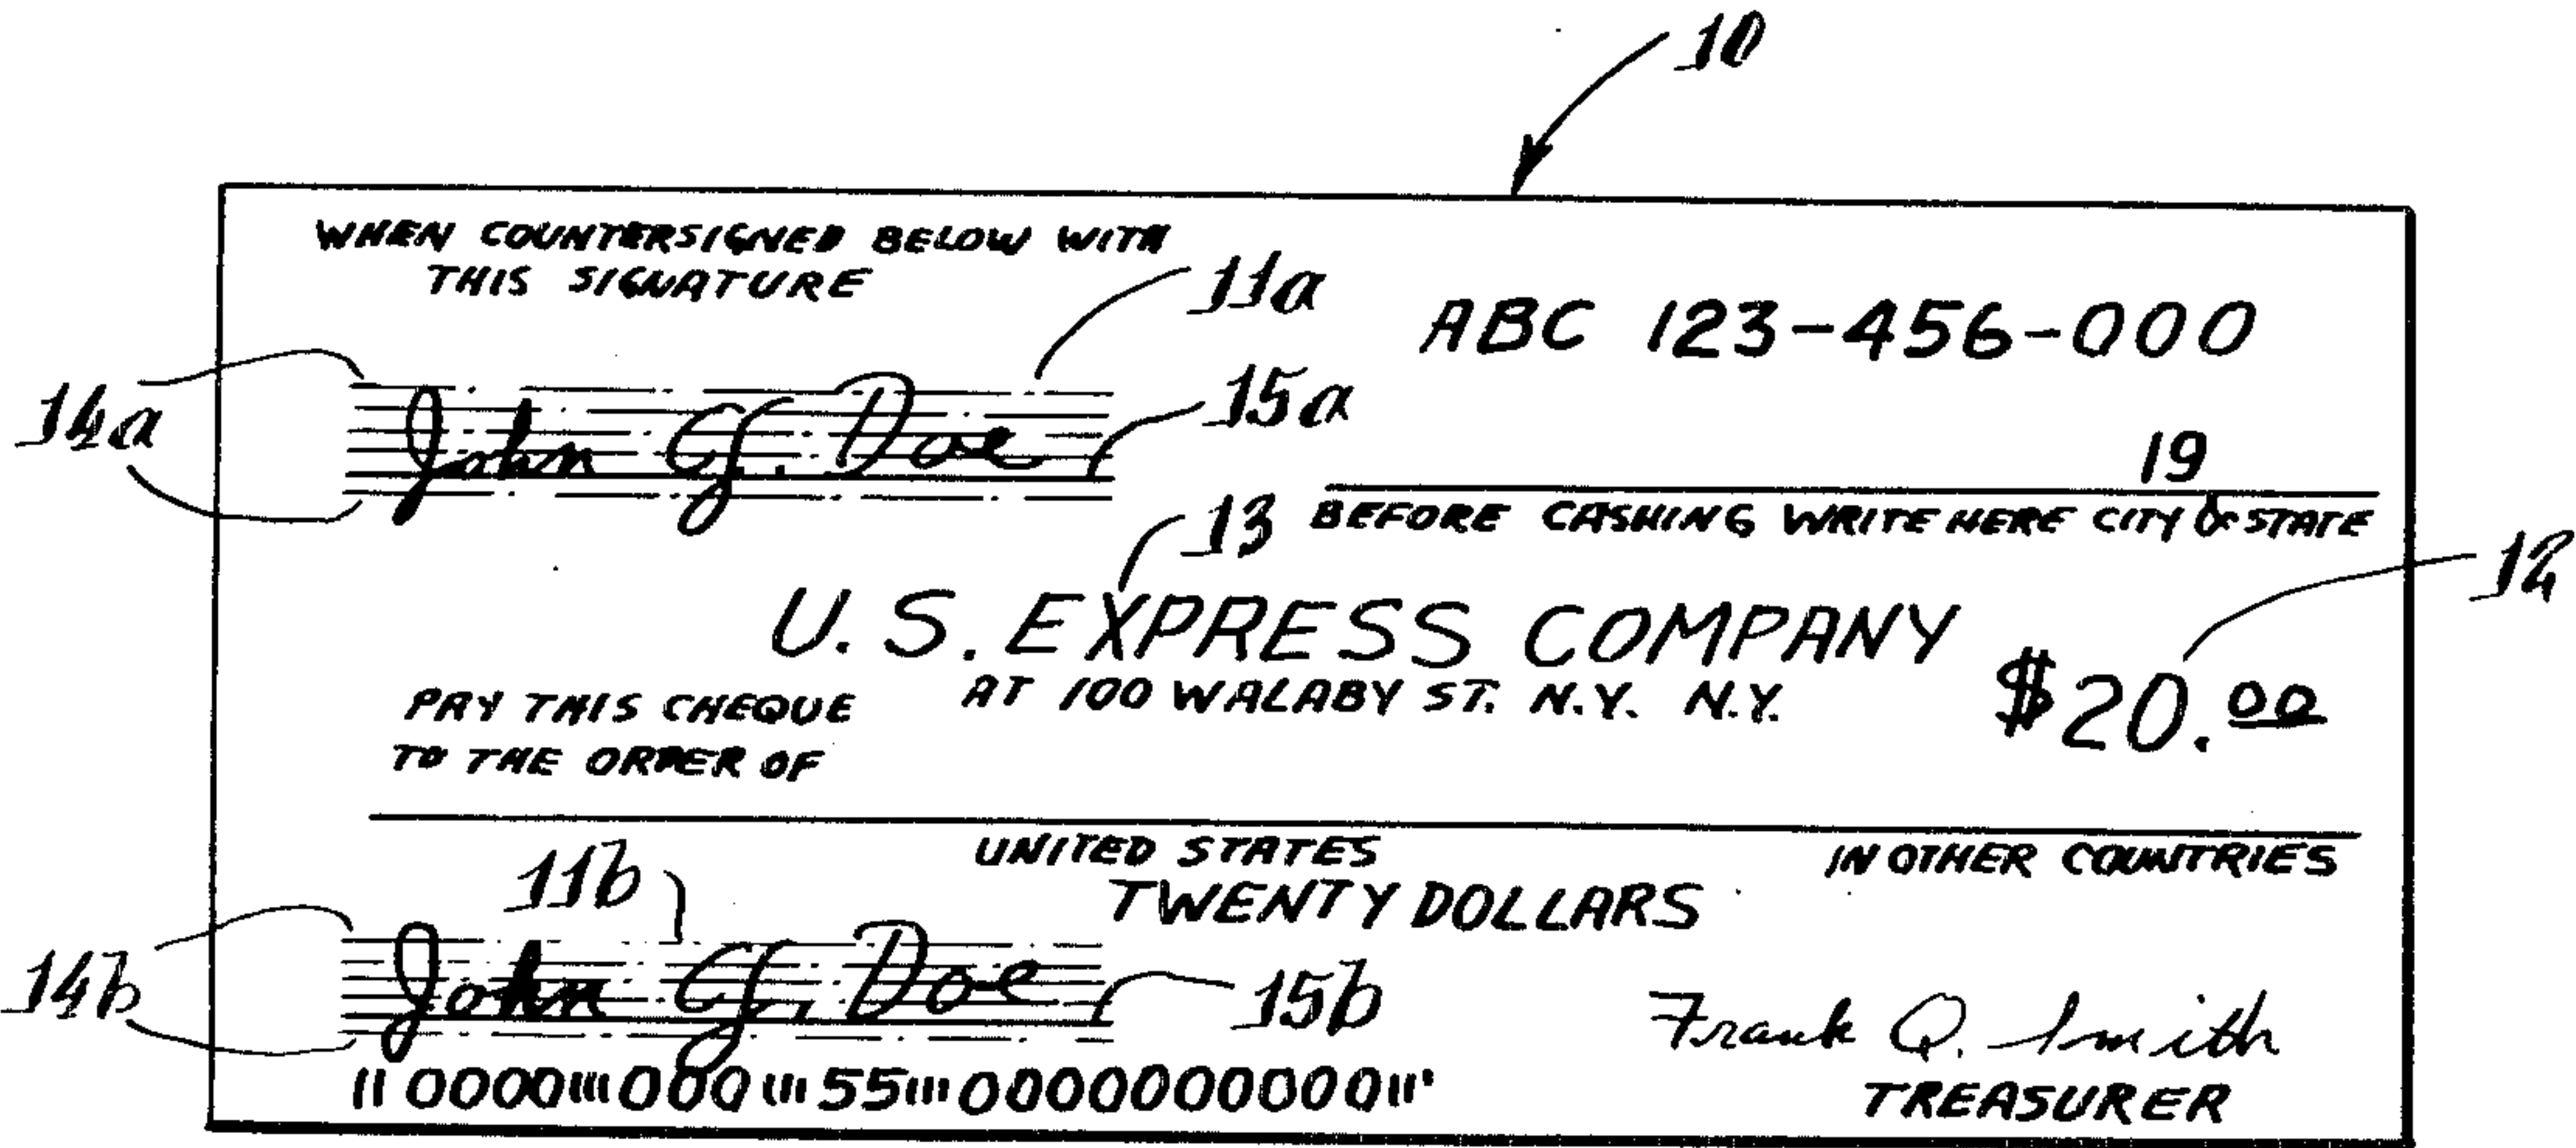 10
WHEN COUNTERSIGNED BELOW WITH
THIS SIGNATURE
11a
ABC 123-456-000
14a
John G. Doe
15a
19
13
BEFORE CASHING WRITE HERE CITY & STATE
12
U. S. EXPRESS COMPANY
AT 100 WALABY ST. N.Y. N.Y.
$20.00
PAY THIS CHEQUE
TO THE ORDER OF
UNITED STATES
IN OTHER COUNTRIES
11b
TWENTY DOLLARS
14b
John G. Doe
15b
Frank Q. Smith
TREASURER
"0000"'000"'55"'0000000000"'